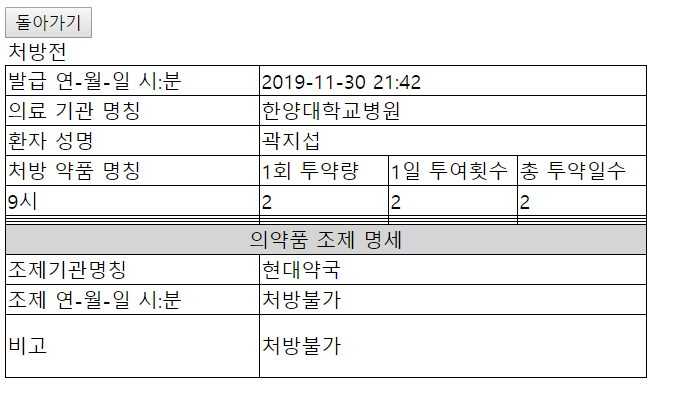 돌아가기
처방전
발급 연-월-일 시:분 2019-11-30 21:42
의료 기관 명칭 한양대학교병원
환자 성명 곽지섭
처방 약품 명칭 1회 투약량 1일 투여횟수 총 투약일수
9시 2 2 2
의약품 조제 명세
조제기관명칭 현대약국
조제 연-월-일 시:분 처방불가
비고 처방불가